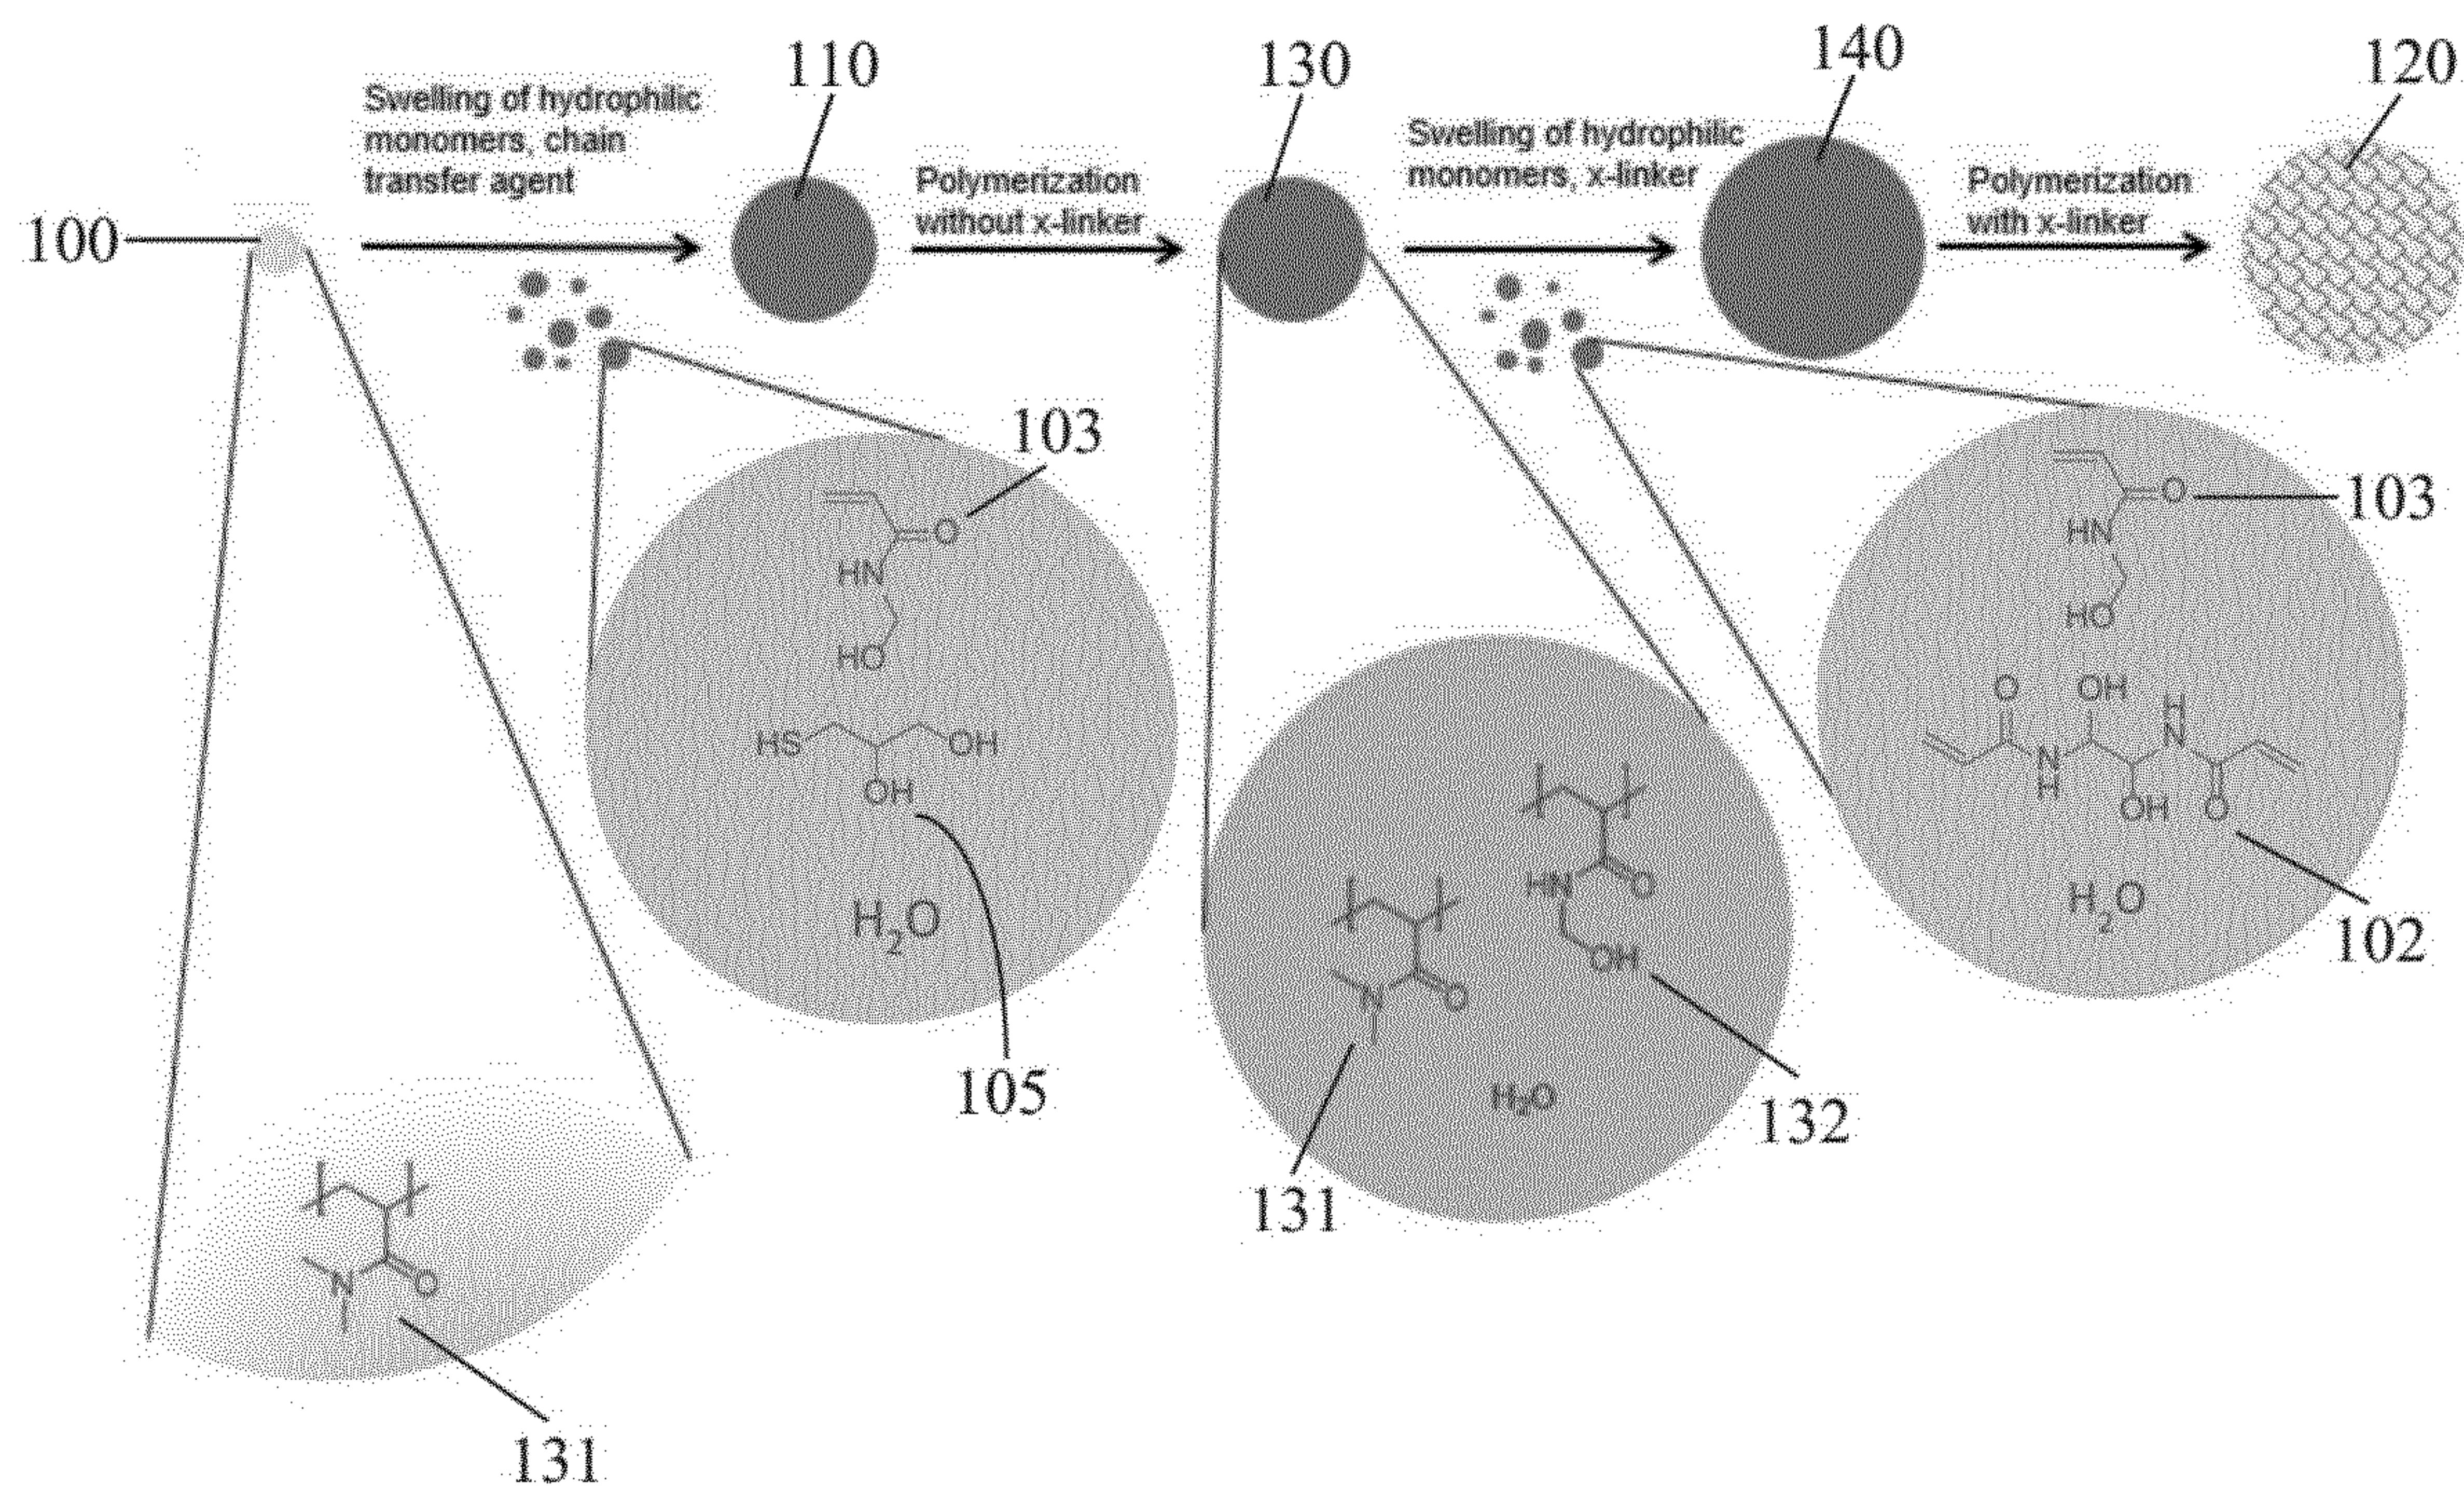 110
130
140
120
Swelling of hydrophilic
monomers, chain
transfer agent
Polymerization
without x-linker
Swelling of hydrophilic
monomers, x-linker
Polymerization
with x-linker
100
103
O
HN
HO
HS
OH
OH
H2O
105
103
O
HN
HO
O
OH
H
N
N
H
OH
O
H2O
102
HN
O
OH
N
O
H2O
132
131
N
O
131